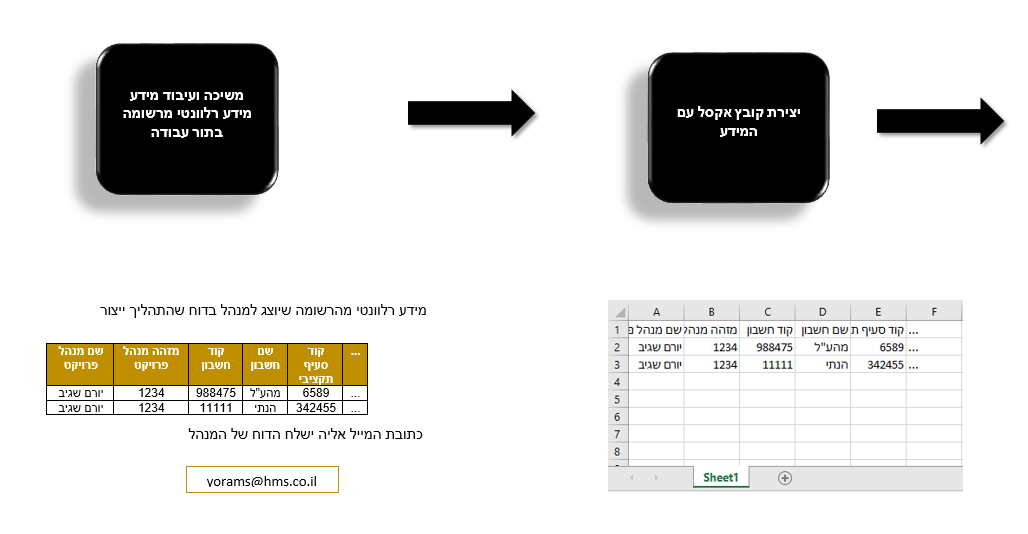 משיכה ועיבוד מידע
מידע רלוונטי מרשומה
בתור עבודה
יצירת קובץ אקסל עם
המידע
מידע רלוונטי מהרשומה שיוצג למנהל בדוח שהתהליך ייצור
שם מנהל פרויקט | מזהה מנהל פרויקט | קוד חשבון | שם חשבון | קוד סעיף תקציבי | ...
יורם שגיב | 1234 | 988475 | מהע"ל | 6589 | ...
יורם שגיב | 1234 | 11111 | הנתי | 342455 | ...
כתובת המייל אליה ישלח הדוח של המנהל
yorams@hms.co.il
A B C D E F
1 שם מנהל פ מזהה מנהל קוד חשבון שם חשבון קוד סעיף ת ...
2 יורם שגיב 1234 988475 מהע"ל 6589 ...
3 יורם שגיב 1234 11111 הנתי 342455 ...
4
5
6
7
8
Sheet1